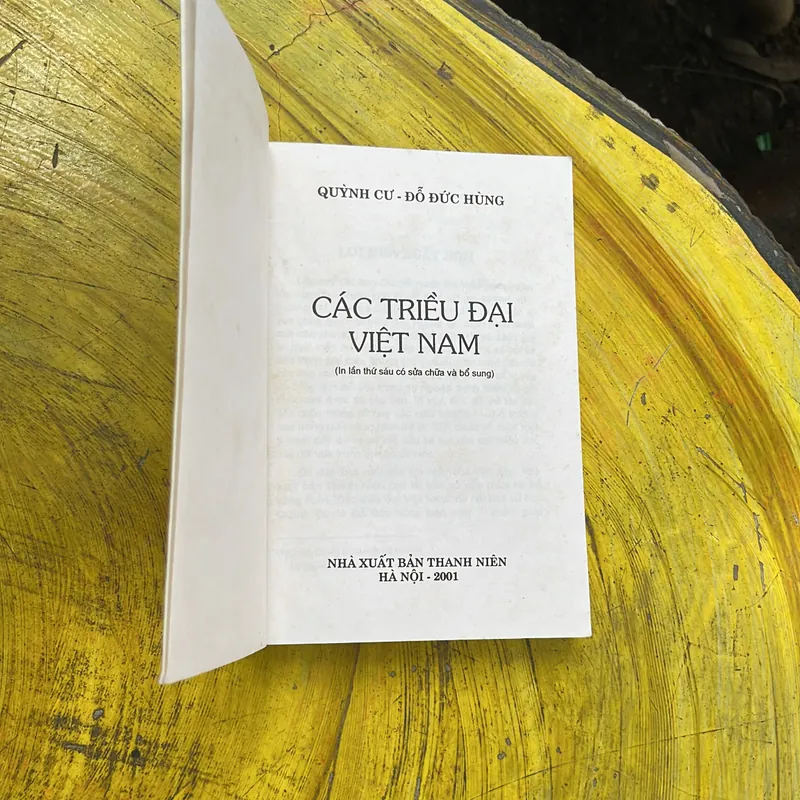 QUỲNH CƯ - ĐỖ ĐỨC HÙNG
CÁC TRIỀU ĐẠI
VIỆT NAM
(In lần thứ sáu có sửa chữa và bổ sung)
NHÀ XUẤT BẢN THANH NIÊN
HÀ NỘI - 2001